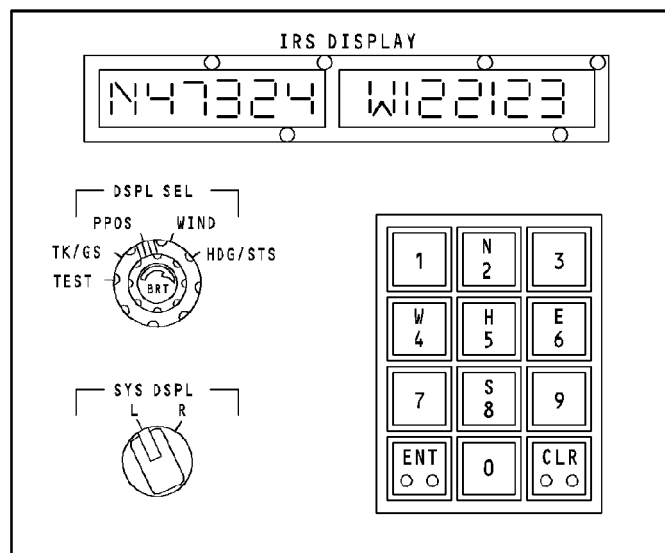 IRS DISPLAY
N47324 W122123
DSPL SEL
PPOS WIND
TK/GS HDG/STS
TEST
BRT
SYS DSPL
L R
1 N 2 3
W 4 H 5 E 6
7 S 8 9
ENT 0 CLR